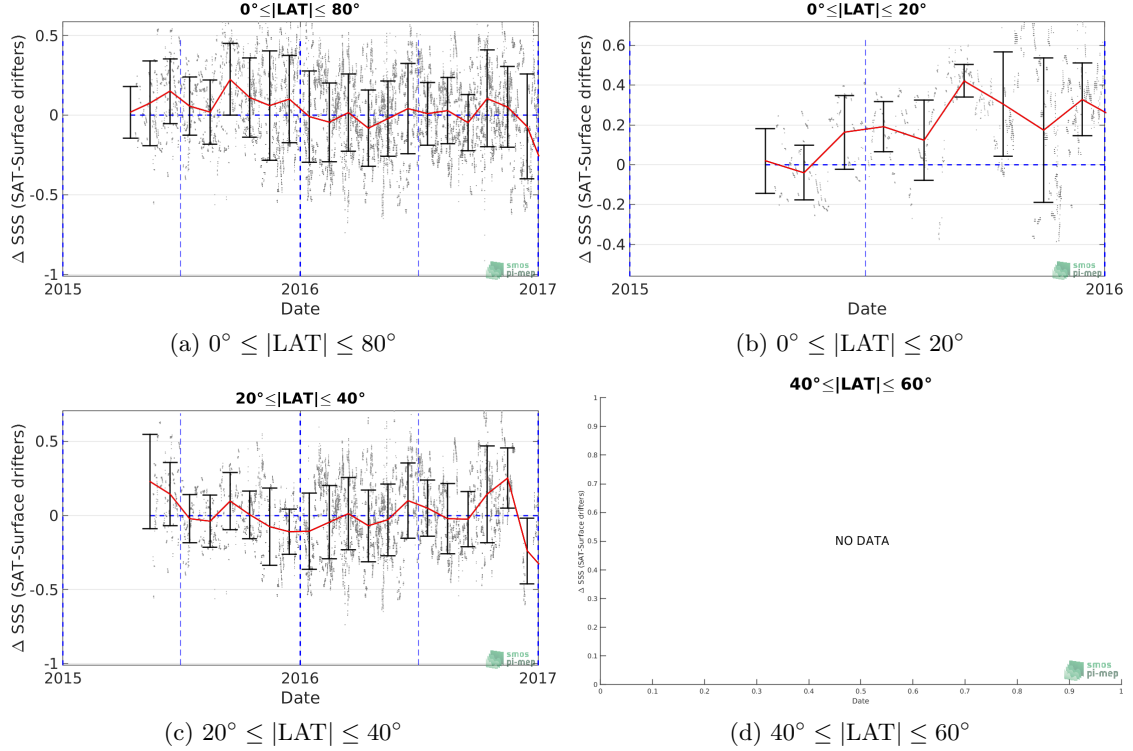 0°≤|LAT|≤ 80°
Δ SSS (SAT-Surface drifters)
0.5
0
-0.5
-1
2015
2016
2017
Date
smos
pi-mep
(a) 0° ≤ |LAT| ≤ 80°
0°≤|LAT|≤ 20°
Δ SSS (SAT-Surface drifters)
0.6
0.4
0.2
0
-0.2
-0.4
2015
2016
Date
smos
pi-mep
(b) 0° ≤ |LAT| ≤ 20°
20°≤|LAT|≤ 40°
Δ SSS (SAT-Surface drifters)
0.5
0
-0.5
-1
2015
2016
2017
Date
smos
pi-mep
(c) 20° ≤ |LAT| ≤ 40°
40°≤|LAT|≤ 60°
Δ SSS (SAT-Surface drifters)
1
0.9
0.8
0.7
0.6
0.5
0.4
0.3
0.2
0.1
0
NO DATA
0 0.1 0.2 0.3 0.4 0.5 0.6 0.7 0.8 0.9 1
Date
smos
pi-mep
(d) 40° ≤ |LAT| ≤ 60°